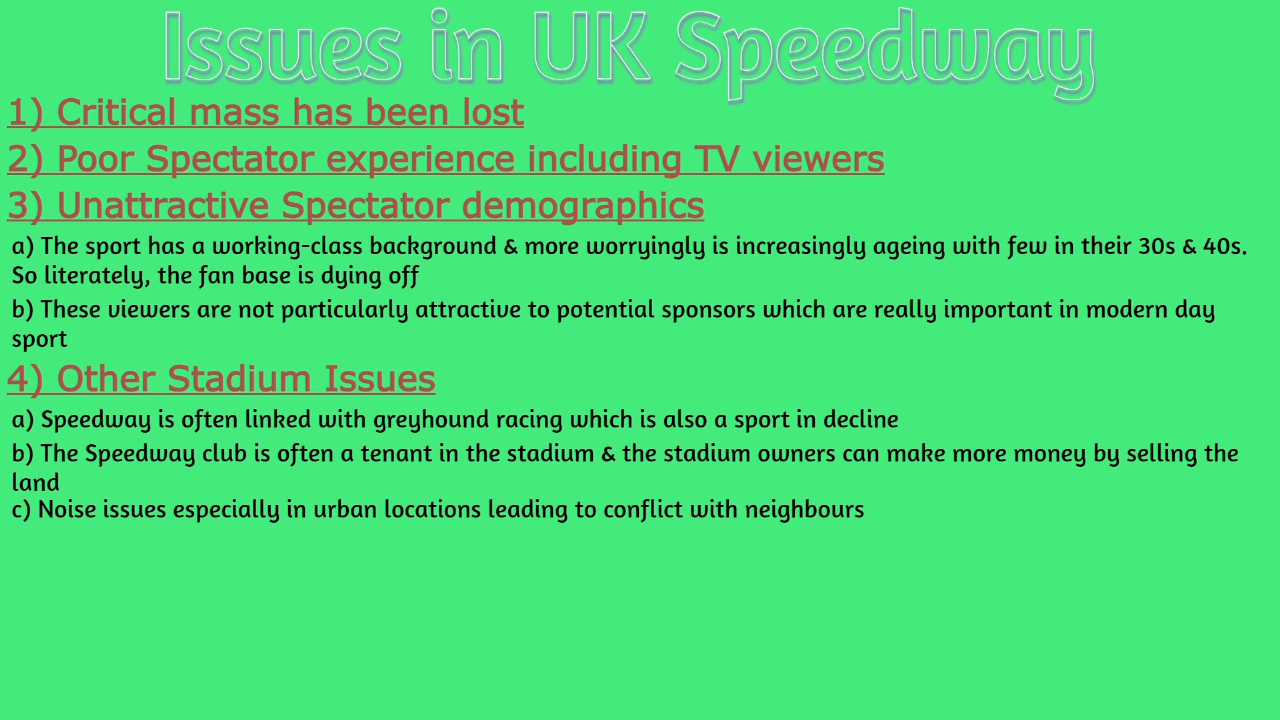 Issues in UK Speedway
1) Critical mass has been lost
2) Poor Spectator experience including TV viewers
3) Unattractive Spectator demographics
a) The sport has a working-class background & more worryingly is increasingly ageing with few in their 30s & 40s.
So literately, the fan base is dying off
b) These viewers are not particularly attractive to potential sponsors which are really important in modern day
sport
4) Other Stadium Issues
a) Speedway is often linked with greyhound racing which is also a sport in decline
b) The Speedway club is often a tenant in the stadium & the stadium owners can make more money by selling the
land
c) Noise issues especially in urban locations leading to conflict with neighbours